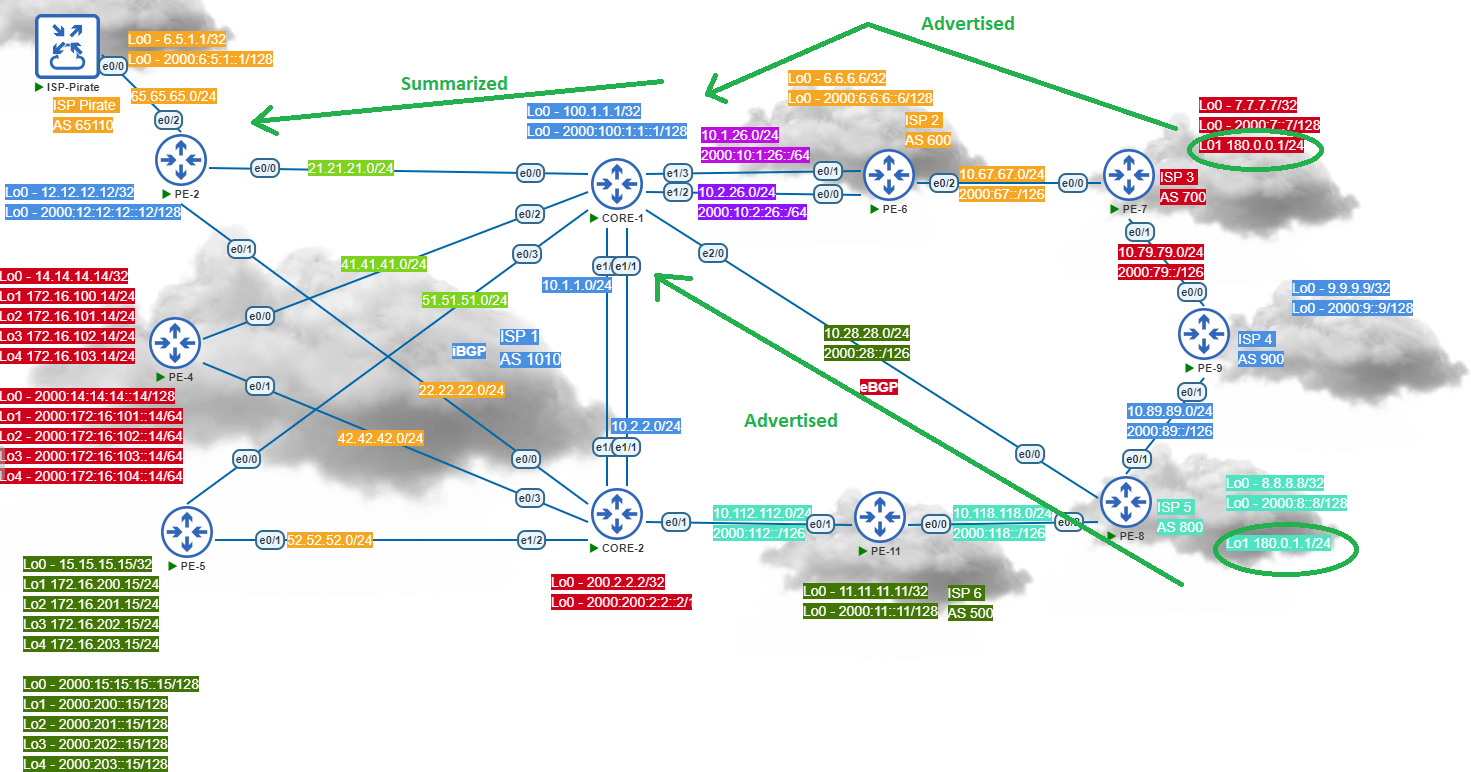 Advertised
Lo0 - 6.5.1.1/32
Lo0 - 2000:6:5:1::1/128
e0/0
ISP-Pirate
ISP Pirate
AS 65110
65.65.65.0/24
e0/2
Summarized
Lo0 - 100.1.1.1/32
Lo0 - 2000:100:1:1::1/128
Lo0 - 6.6.6.6/32
Lo0 - 2000:6:6:6::6/128
ISP 2
AS 600
Lo0 - 7.7.7.7/32
Lo0 - 2000:7::7/128
L01 180.0.0.1/24
10.1.26.0/24
2000:10:1:26::/64
PE-2
e0/0
21.21.21.0/24
e0/0
e1/3
e0/1
e1/2
10.2.26.0/24
2000:10:2:26::/64
e0/0
PE-6
e0/2
10.67.67.0/24
2000:67::/126
e0/0
ISP 3
AS 700
PE-7
Lo0 - 12.12.12.12/32
Lo0 - 2000:12:12:12::12/128
CORE-1
e0/2
e0/1
e0/3
e2/0
e0/1
10.79.79.0/24
2000:79::/126
e0/0
41.41.41.0/24
e1/
e1/1
10.1.1.0/24
51.51.51.0/24
Lo0 - 14.14.14.14/32
Lo1 172.16.100.14/24
Lo2 172.16.101.14/24
Lo3 172.16.102.14/24
Lo4 172.16.103.14/24
e0/0
Lo0 - 9.9.9.9/32
Lo0 - 2000:9::9/128
ISP 4
AS 900
PE-9
10.28.28.0/24
2000:28::/126
ISP 1
AS 1010
iBGP
PE-4
e0/1
eBGP
e0/1
Lo0 - 2000:14:14:14::14/128
Lo1 - 2000:172:16:101::14/64
Lo2 - 2000:172:16:102::14/64
Lo3 - 2000:172:16:103::14/64
Lo4 - 2000:172:16:104::14/64
22.22.22.0/24
10.89.89.0/24
2000:89::/126
Advertised
10.2.2.0/24
42.42.42.0/24
e1/
e1/1
e0/0
e0/0
e0/0
e0/1
e0/3
Lo0 - 8.8.8.8/32
Lo0 - 2000:8::8/128
ISP 5
AS 800
e0/1
52.52.52.0/24
e1/2
e0/1
10.112.112.0/24
2000:112::/126
e0/1
e0/0
10.118.118.0/24
2000:118::/126
PE-8
Lo1 180.0.1.1/24
PE-5
CORE-2
PE-11
Lo0 - 15.15.15.15/32
Lo1 172.16.200.15/24
Lo2 172.16.201.15/24
Lo3 172.16.202.15/24
Lo4 172.16.203.15/24
Lo0 - 200.2.2.2/32
Lo0 - 2000:200:2:2::2/
Lo0 - 11.11.11.11/32
Lo0 - 2000:11::11/128
ISP 6
AS 500
Lo0 - 2000:15:15:15::15/128
Lo1 - 2000:200::15/128
Lo2 - 2000:201::15/128
Lo3 - 2000:202::15/128
Lo4 - 2000:203::15/128